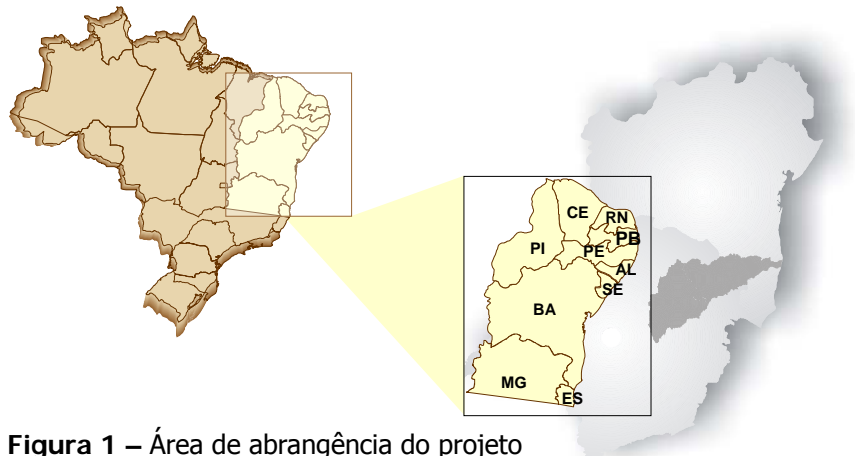 CE
RN
PB
PI
PE
AL
SE
BA
MG
ES
Figura 1 – Área de abrangência do projeto